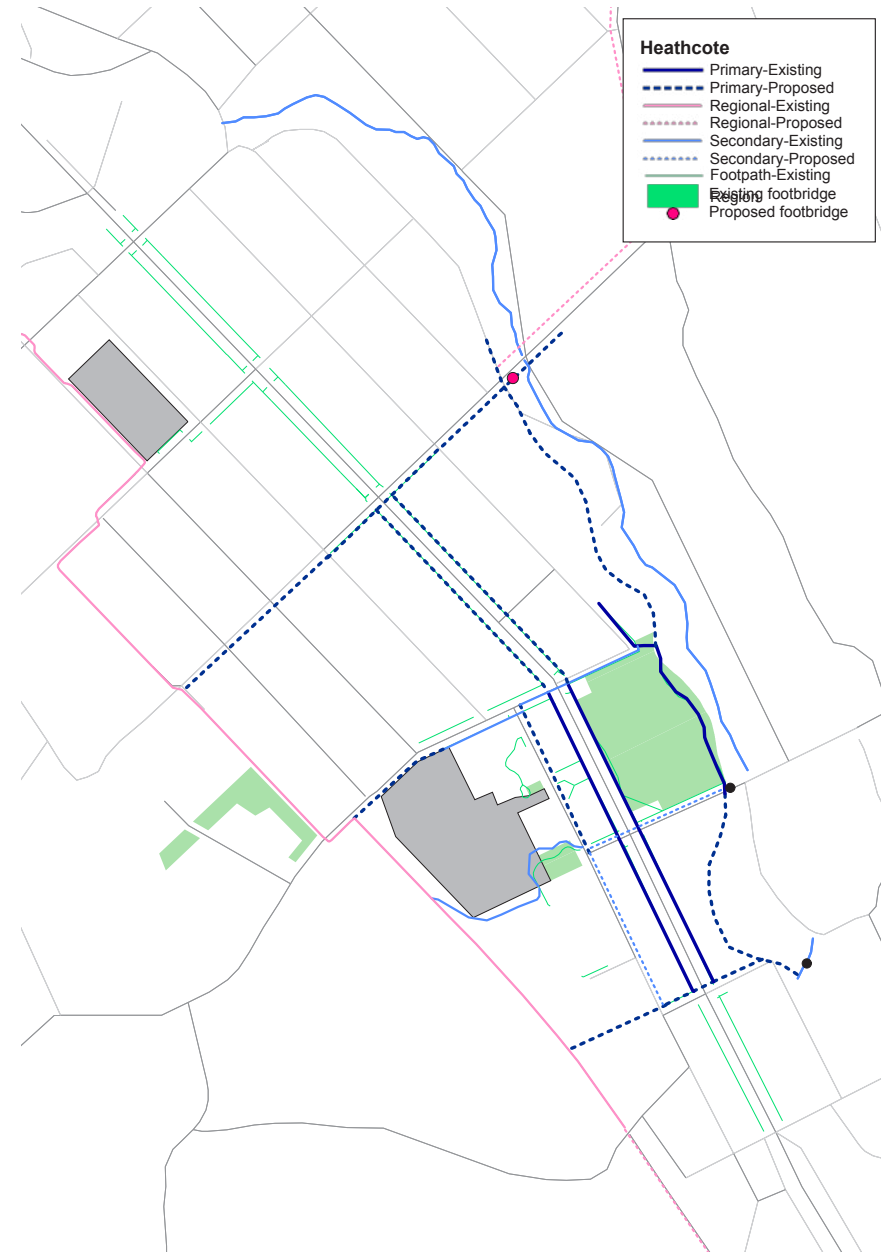 Heathcote
Primary-Existing
Primary-Proposed
Regional-Existing
Regional-Proposed
Secondary-Existing
Secondary-Proposed
Footpath-Existing
Existing footbridge
Region
Proposed footbridge